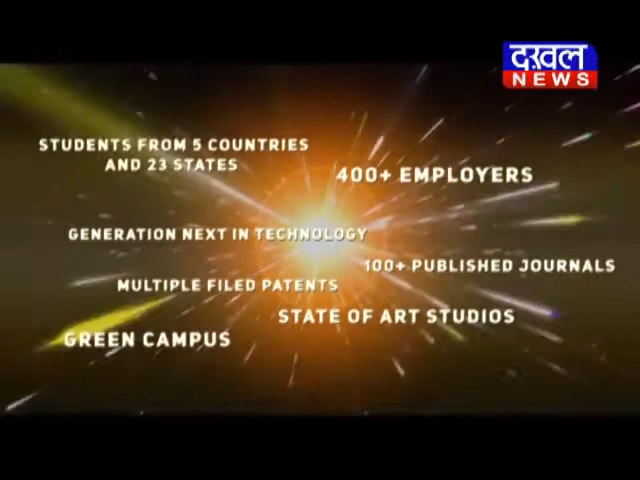 दख़ल
NEWS
STUDENTS FROM 5 COUNTRIES
AND 23 STATES
400+ EMPLOYERS
GENERATION NEXT IN TECHNOLOGY
100+ PUBLISHED JOURNALS
MULTIPLE FILED PATENTS
STATE OF ART STUDIOS
GREEN CAMPUS